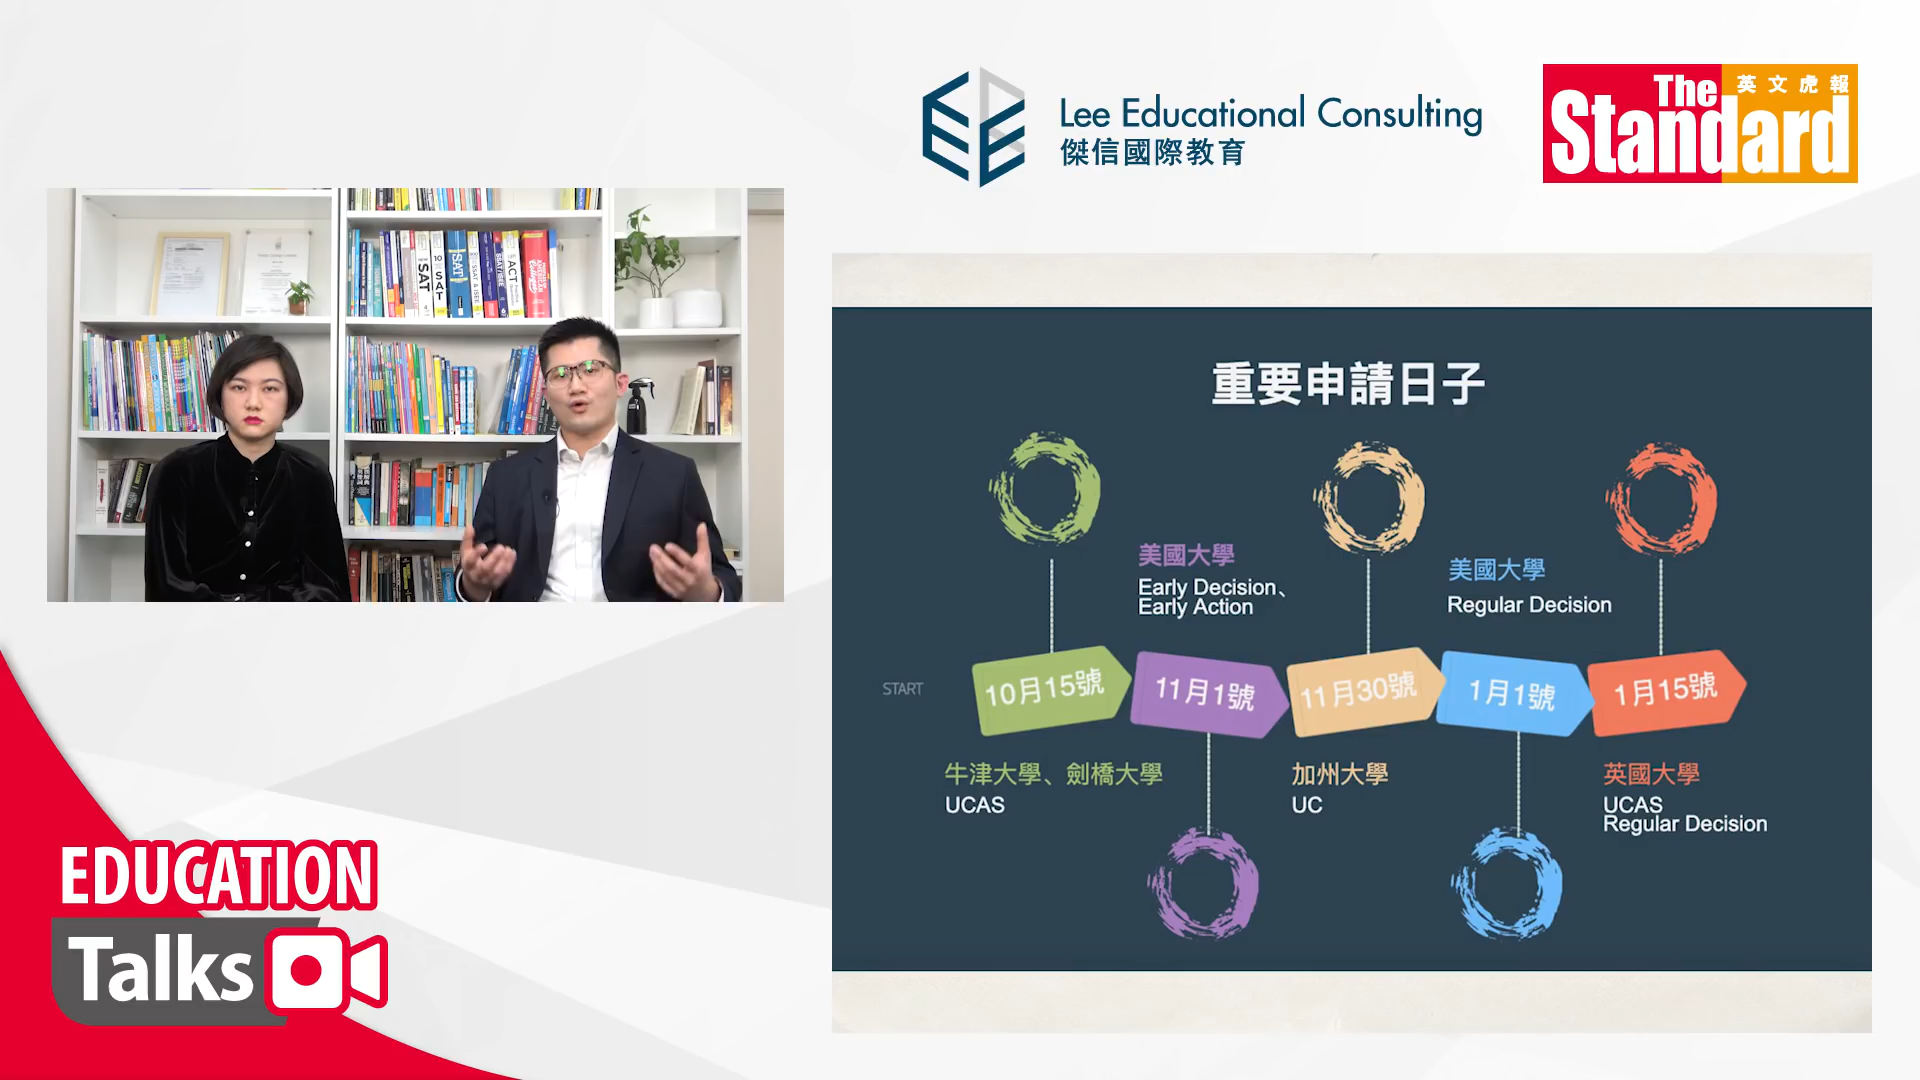 Lee Educational Consulting
傑信國際教育
The
英文虎報
Standard
SAT
SAT
SAT
ACT
重要申請日子
美國大學
Early Decision、
Early Action
美國大學
Regular Decision
START
10月15號
11月1號
11月30號
1月1號
1月15號
牛津大學、劍橋大學
UCAS
加州大學
UC
英國大學
UCAS
Regular Decision
EDUCATION
Talks